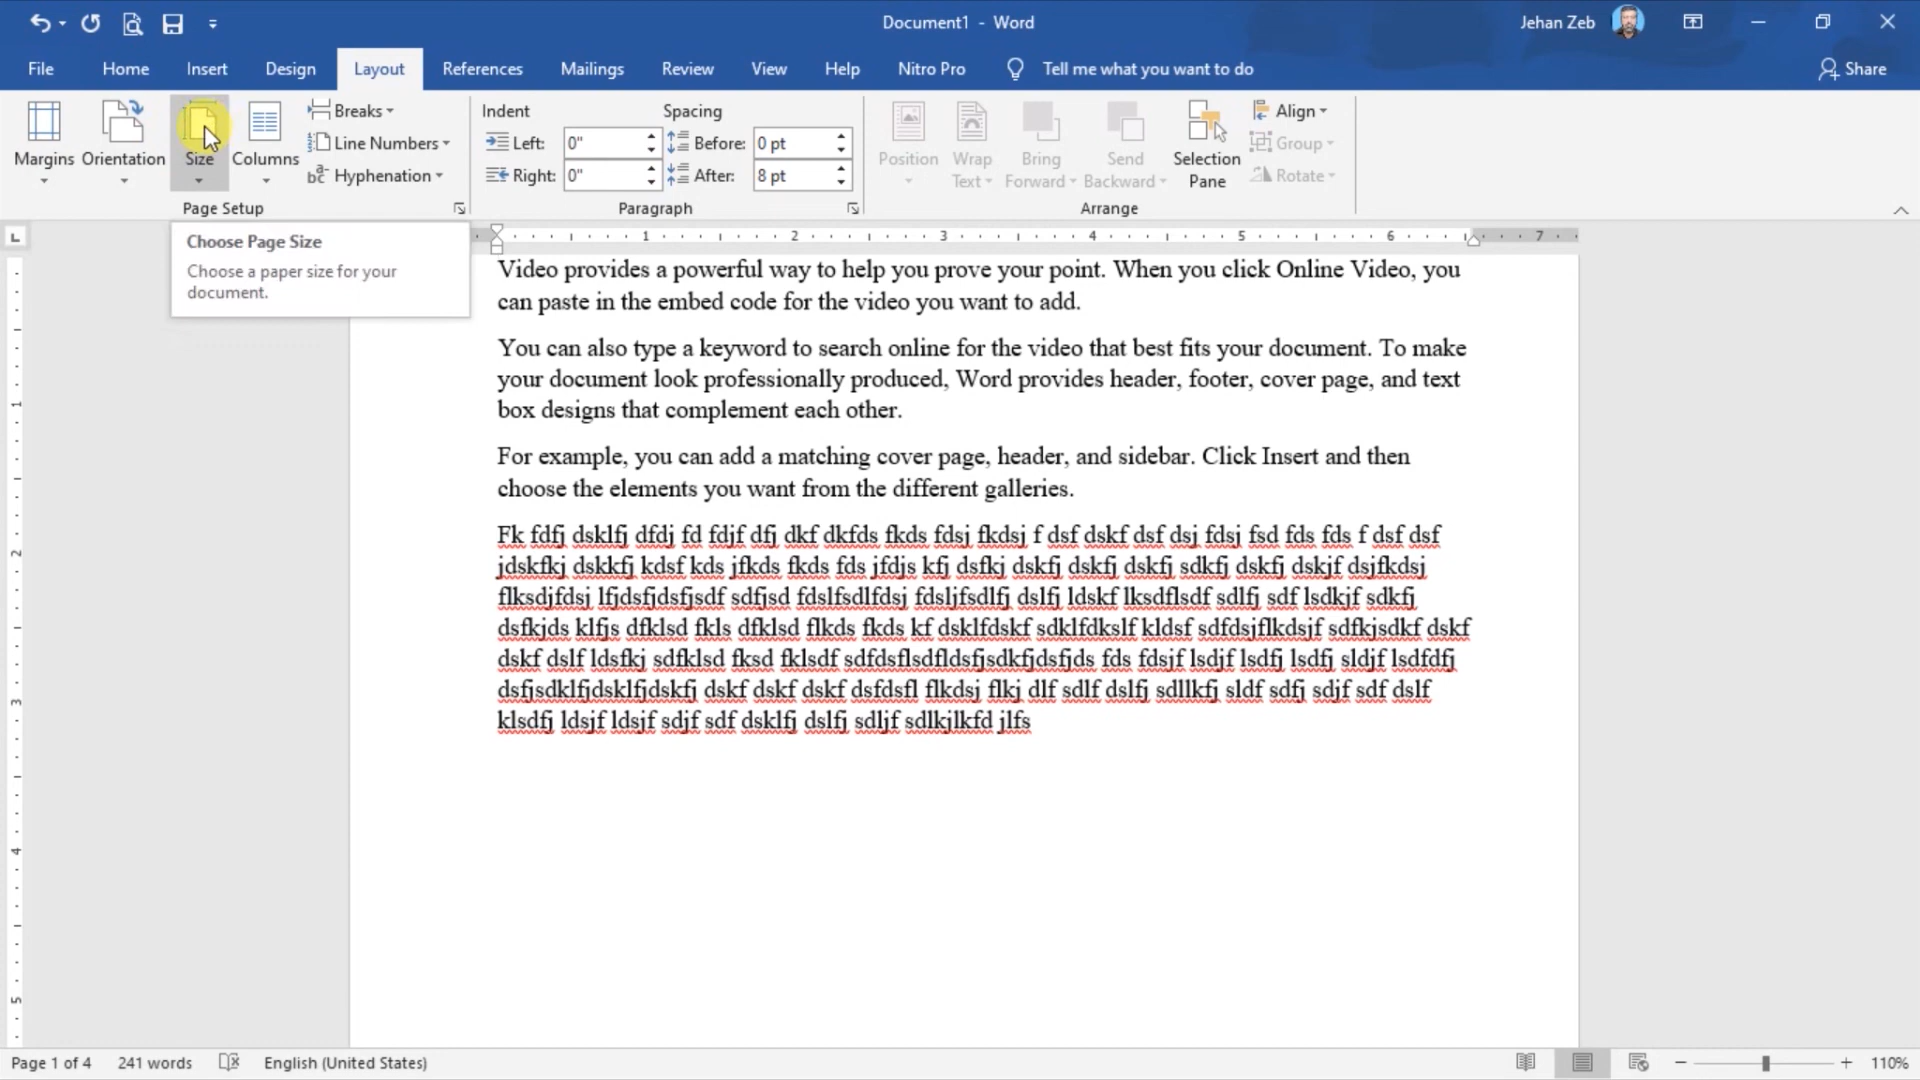 Document1 - Word
Jehan Zeb
File Home Insert Design Layout References Mailings Review View Help Nitro Pro Tell me what you want to do Share
Margins Orientation Size Columns
Breaks
Line Numbers
Hyphenation
Page Setup
Indent Spacing
Left: 0" Before: 0 pt
Right: 0" After: 8 pt
Paragraph
Position Wrap Text Bring Forward Send Backward Selection Pane
Align
Group
Rotate
Arrange
Choose Page Size
Choose a paper size for your
document.
L
1 2 3 4 5 6 7
Video provides a powerful way to help you prove your point. When you click Online Video, you
can paste in the embed code for the video you want to add.
You can also type a keyword to search online for the video that best fits your document. To make
your document look professionally produced, Word provides header, footer, cover page, and text
box designs that complement each other.
For example, you can add a matching cover page, header, and sidebar. Click Insert and then
choose the elements you want from the different galleries.
Fk fdfj dsklfj dfdj fd fdjf dfj dkf dkfds fkds fdsj fkdsj f dsf dskf dsf dsj fdsj fsd fds fds f dsf dsf
jdskfkj dskkfj kdsf kds jfkds fkds fds jfdjs kfj dsfkj dskfj dskfj dskfj sdkfj dskfj dskjf dsjfkdsj
flksdjfdsj lfjdsfjdsfjsdf sdfjsd fdslfsdlfdsj fdsljfsdlfj dslfj ldskf lksdflsdf sdlfj sdf lsdkjf sdkfj
dsfkjds klfjs dfklsd fkls dfklsd flkds fkds kf dsklfdskf sdklfdkslf kldsf sdfdsjflkdsjf sdfkjsdkf dskf
dskf dslf ldsfkj sdfklsd fksd fklsdf sdfdsflsdfldsfjsdkfjdsfjds fds fdsjf lsdjf lsdfj lsdfj sldjf lsdfdfj
dsfjsdklfjdsklfjdskfj dskf dskf dskf dsfdsfl flkdsj flkj dlf sdlf dslfj sdllkfj sldf sdfj sdjf sdf dslf
klsdfj ldsjf ldsjf sdjf sdf dsklfj dslfj sdljf sdlkjlkfd jlfs
1
2
3
4
5
Page 1 of 4 241 words English (United States) 110%